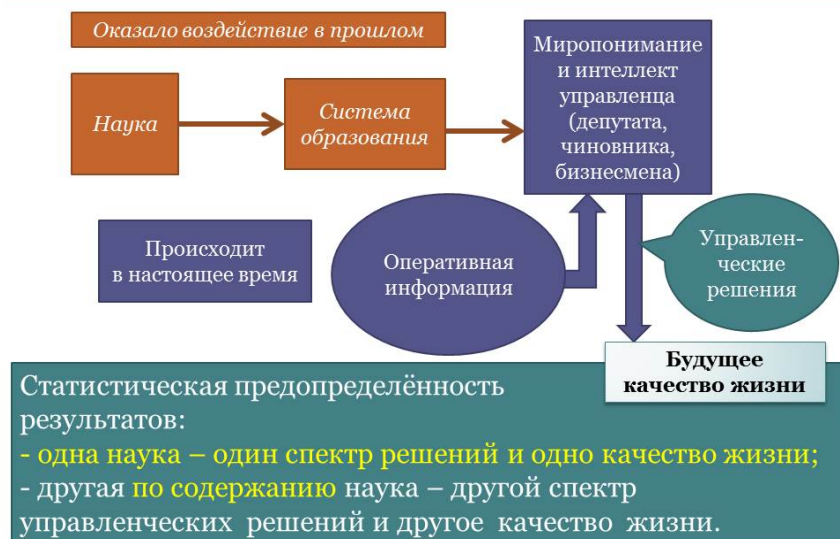 Оказало воздействие в прошлом
Наука
Система
образования
Миропонимание
и интеллект
управленца
(депутата,
чиновника,
бизнесмена)
Происходит
в настоящее время
Оперативная
информация
Управлен-
ческие
решения
Будущее
качество жизни
Статистическая предопределённость
результатов:
- одна наука – один спектр решений и одно качество жизни;
- другая по содержанию наука – другой спектр
управленческих решений и другое качество жизни.